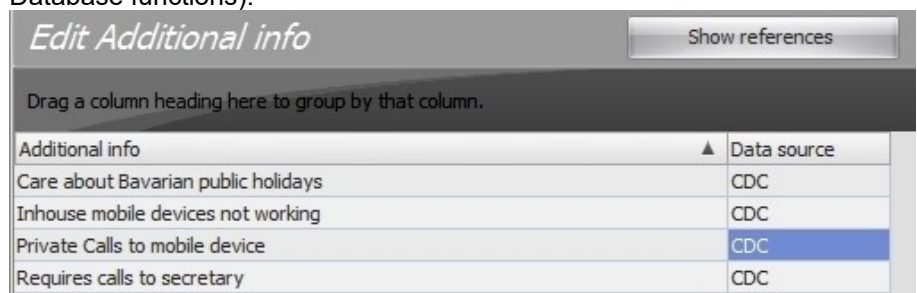 Database functions).
Edit Additional info
Show references
Drag a column heading here to group by that column.
Additional info ▲ Data source
Care about Bavarian public holidays CDC
Inhouse mobile devices not working CDC
Private Calls to mobile device CDC
Requires calls to secretary CDC